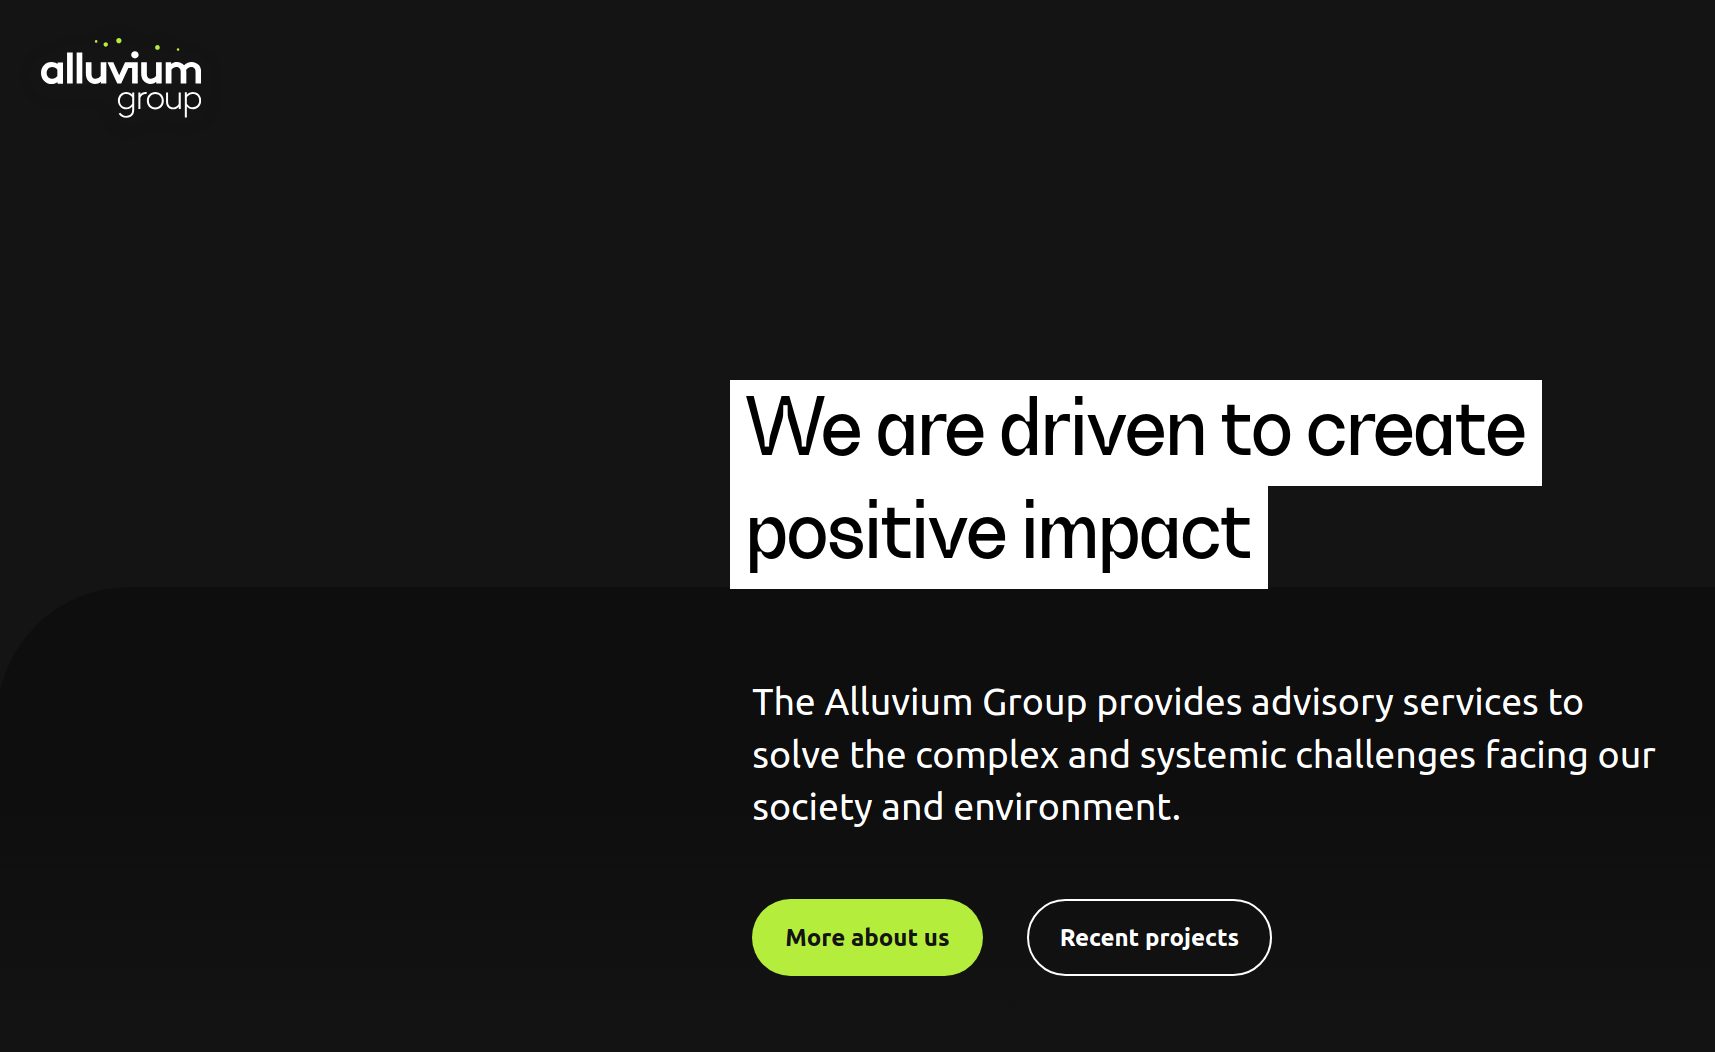 alluvium
group
We are driven to create
positive impact
The Alluvium Group provides advisory services to
solve the complex and systemic challenges facing our
society and environment.
More about us
Recent projects